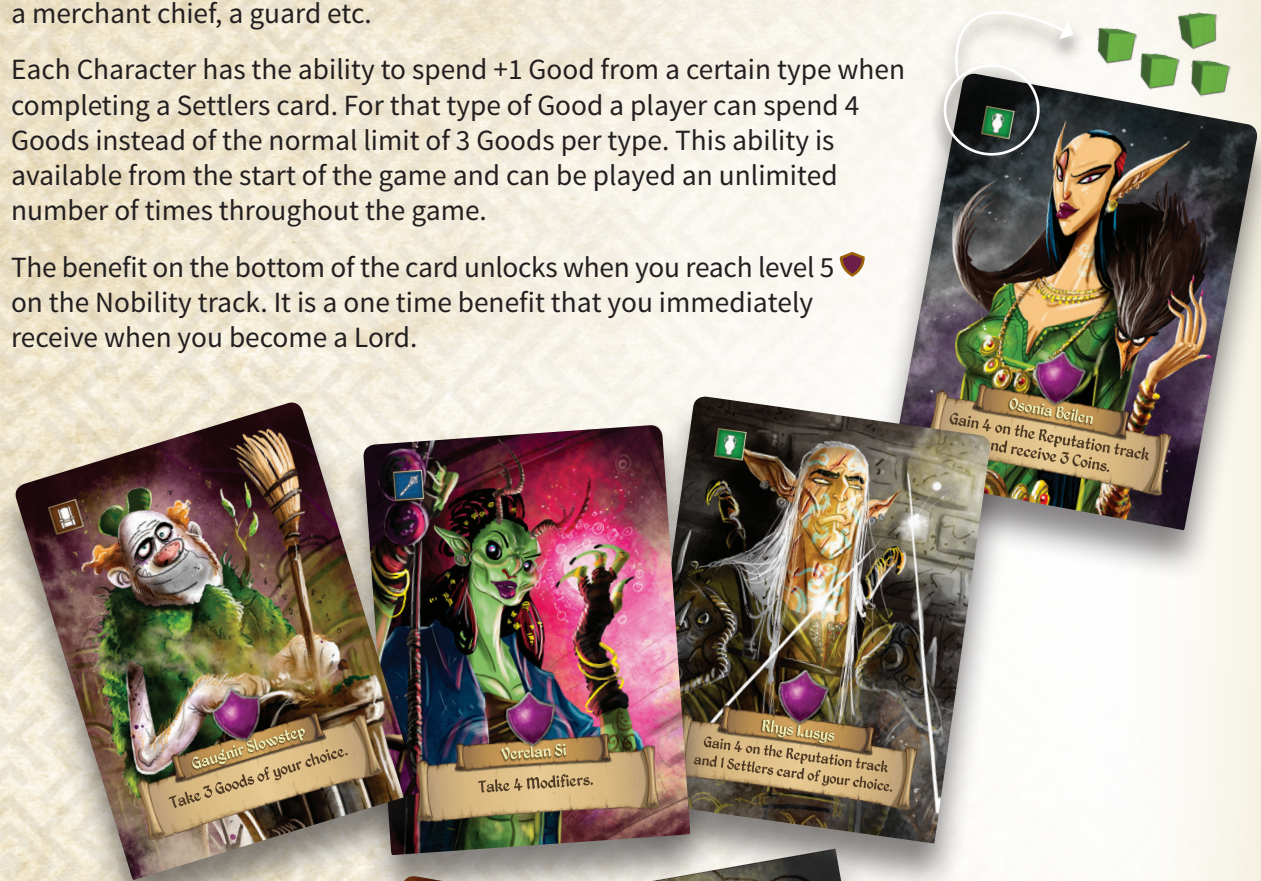 a merchant chief, a guard etc.
Each Character has the ability to spend +1 Good from a certain type when
completing a Settlers card. For that type of Good a player can spend 4
Goods instead of the normal limit of 3 Goods per type. This ability is
available from the start of the game and can be played an unlimited
number of times throughout the game.
The benefit on the bottom of the card unlocks when you reach level 5
on the Nobility track. It is a one time benefit that you immediately
receive when you become a Lord.
Osonia Beilen
Gain 4 on the Reputation track
nd receive 3 Coins.
Gaugnir Slowstep
Take 3 Goods of your choice.
Verelan Si
Take 4 Modifiers.
Rhys Lusys
Gain 4 on the Reputation track
and 1 Settlers card of your choice.